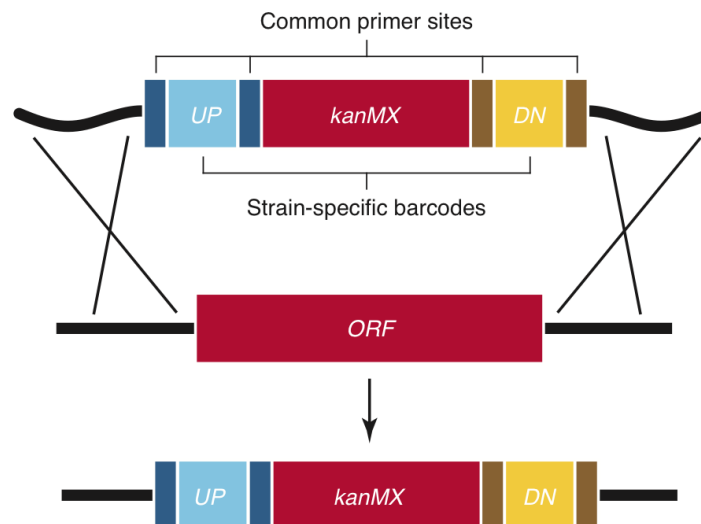 Common primer sites
UP kanMX DN
Strain-specific barcodes
ORF
UP kanMX DN